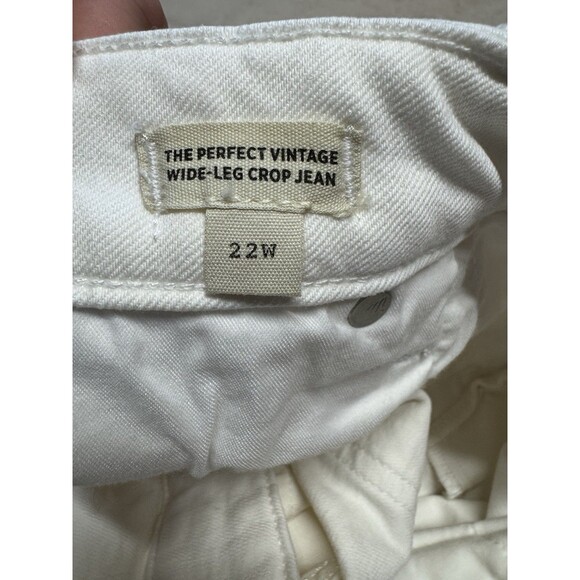 THE PERFECT VINTAGE
WIDE-LEG CROP JEAN
22W